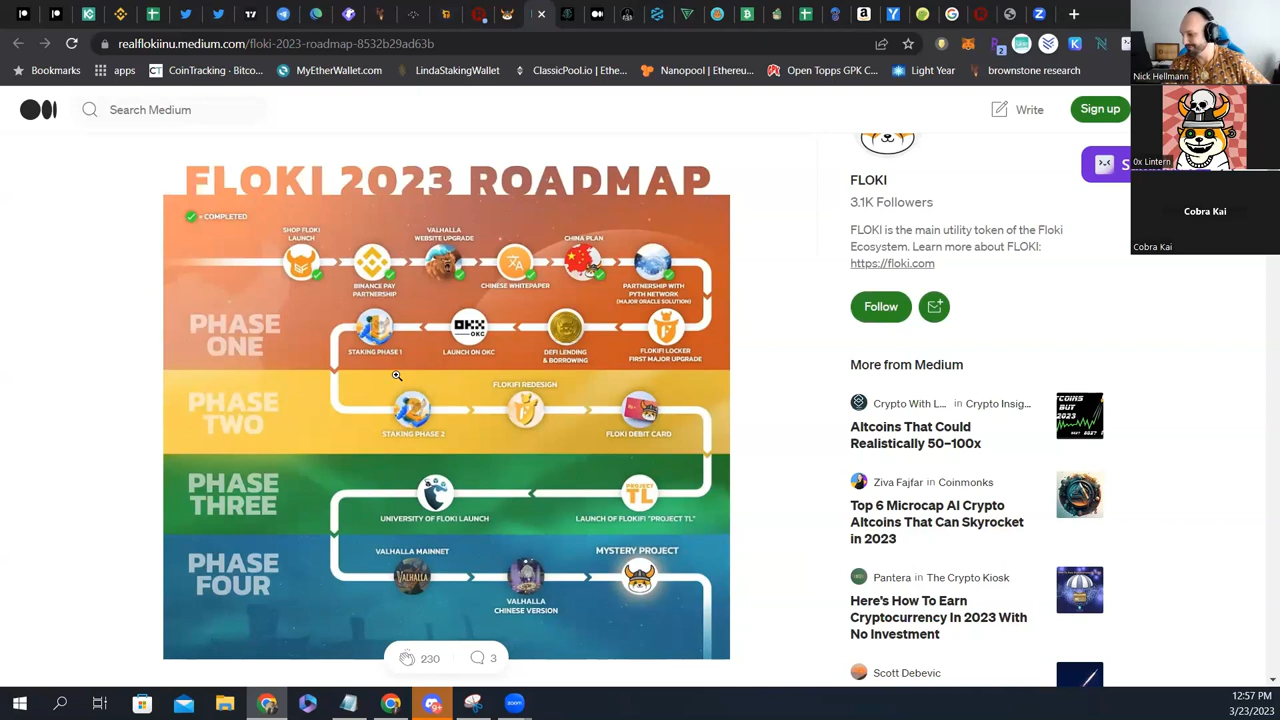 realflokiinu.medium.com/floki-2023-roadmap-8532b29ad63b
Bookmarks
apps
CoinTracking - Bitco...
MyEtherWallet.com
LindaStakingWallet
ClassicPool.io | Ethe...
Nanopool | Ethereu...
Open Topps GPK C...
Light Year
brownstone research
Nick Hellmann
0x Lintern
Cobra Kai
Cobra Kai
Search Medium
Write
Sign up
FLOKI 2023 ROADMAP
= COMPLETED
SHOP FLOKI
LAUNCH
BINANCE PAY
PARTNERSHIP
VALHALLA
WEBSITE UPGRADE
CHINESE WHITEPAPER
CHINA PLAN
PARTNERSHIP WITH
PYTH NETWORK
(MAJOR ORACLE SOLUTION)
PHASE
ONE
STAKING PHASE 1
OKX
OKC
LAUNCH ON OKC
DEFI LENDING
& BORROWING
FLOKIFI LOCKER
FIRST MAJOR UPGRADE
PHASE
TWO
STAKING PHASE 2
FLOKIFI REDESIGN
FLOKI DEBIT CARD
PHASE
THREE
UNIVERSITY OF FLOKI LAUNCH
PROJECT
TL
LAUNCH OF FLOKIFI "PROJECT TL"
PHASE
FOUR
VALHALLA MAINNET
VALHALLA
VALHALLA
CHINESE VERSION
MYSTERY PROJECT
230
3
FLOKI
3.1K Followers
FLOKI is the main utility token of the Floki
Ecosystem. Learn more about FLOKI:
https://floki.com
Follow
More from Medium
Crypto With L... in Crypto Insig...
Altcoins That Could
Realistically 50–100x
Ziva Fajfar in Coinmonks
Top 6 Microcap AI Crypto
Altcoins That Can Skyrocket
in 2023
Pantera in The Crypto Kiosk
Here's How To Earn
Cryptocurrency In 2023 With
No Investment
Scott Debevic
zoom
12:57 PM
3/23/2023